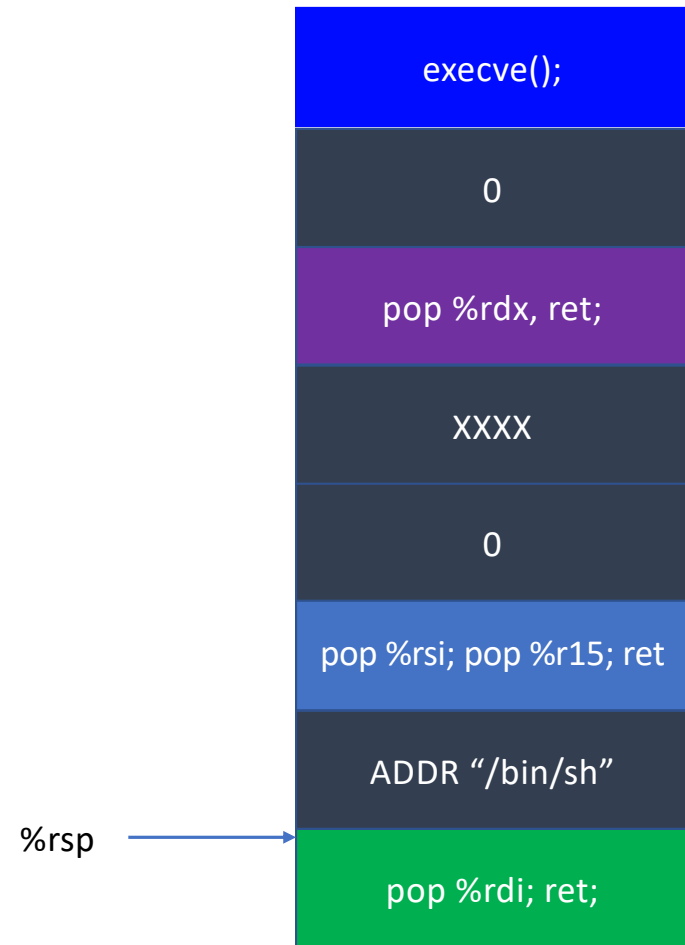 execve();
0
pop %rdx, ret;
XXXX
0
pop %rsi; pop %r15; ret
ADDR “/bin/sh”
%rsp
pop %rdi; ret;